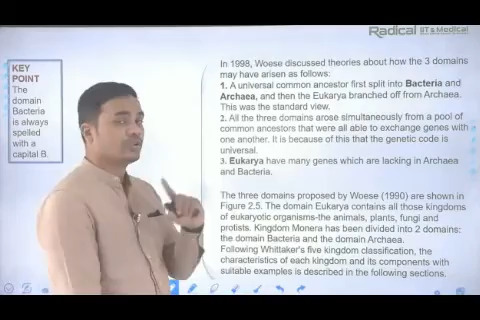 Radical IIT & Medical
KEY
POINT
The
domain
Bacteria
is always
spelled
with a
capital B.
In 1998, Woese discussed theories about how the 3 domains
may have arisen as follows:
1. A universal common ancestor first split into Bacteria and
Archaea, and then the Eukarya branched off from Archaea.
This was the standard view.
2. All the three domains arose simultaneously from a pool of
common ancestors that were all able to exchange genes with
one another. It is because of this that the genetic code is
universal.
3. Eukarya have many genes which are lacking in Archaea
and Bacteria.
The three domains proposed by Woese (1990) are shown in
Figure 2.5. The domain Eukarya contains all those kingdoms
of eukaryotic organisms-the animals, plants, fungi and
protists. Kingdom Monera has been divided into 2 domains:
the domain Bacteria and the domain Archaea.
Following Whittaker's five kingdom classification, the
characteristics of each kingdom and its components with
suitable examples is described in the following sections.